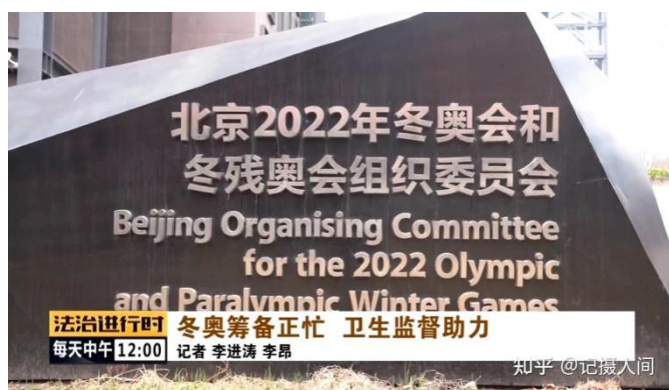 北京2022年冬奥会和
冬残奥会组织委员会
Beijing Organising Committee
for the 2022 Olympic
and Paralympic Winter Games
法治进行时
冬奥筹备正忙 卫生监督助力
每天中午 12:00
记者 李进涛 李昂
知乎 @记摄人间